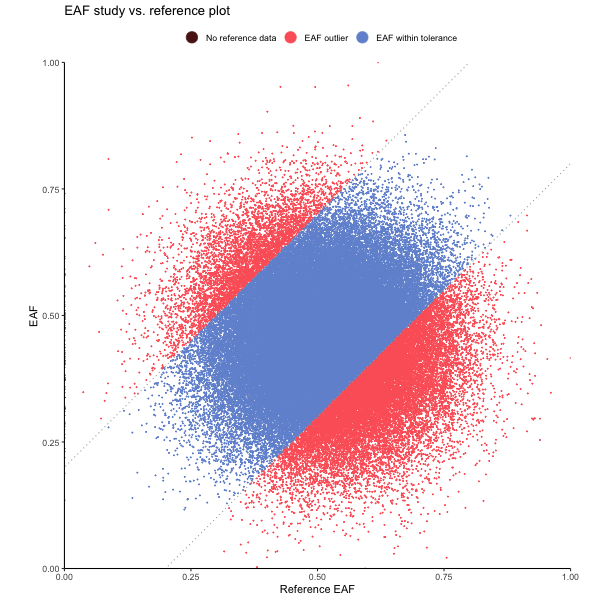 EAF study vs. reference plot
No reference data EAF outlier EAF within tolerance
1.00
0.75
0.50
0.25
0.00
EAF
0.00 0.25 0.50 0.75 1.00
Reference EAF